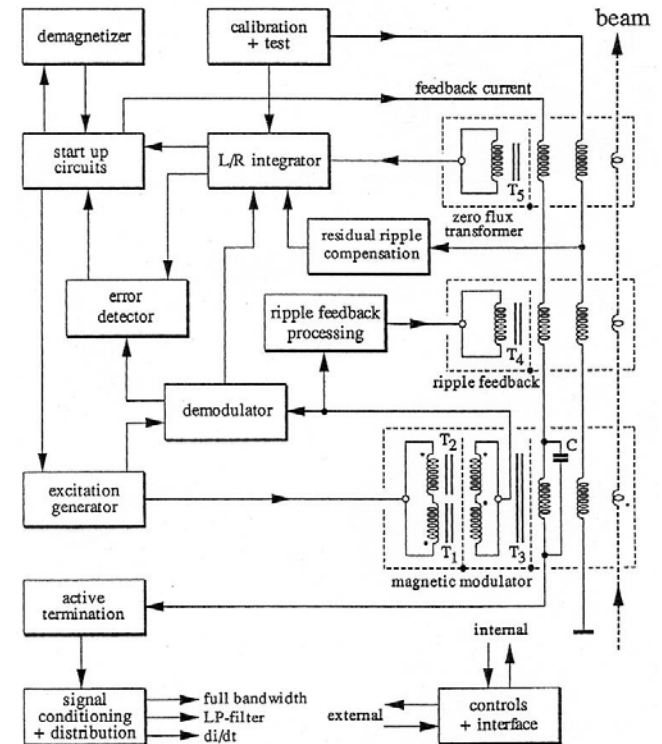 beam
demagnetizer
calibration
+ test
feedback current
start up
circuits
L/R integrator
T5
zero flux
transformer
residual ripple
compensation
error
detector
ripple feedback
processing
T4
ripple feedback
demodulator
T2
C
excitation
generator
T1
T3
magnetic modulator
active
termination
internal
signal
conditioning
+ distribution
full bandwidth
LP-filter
di/dt
external
controls
+ interface